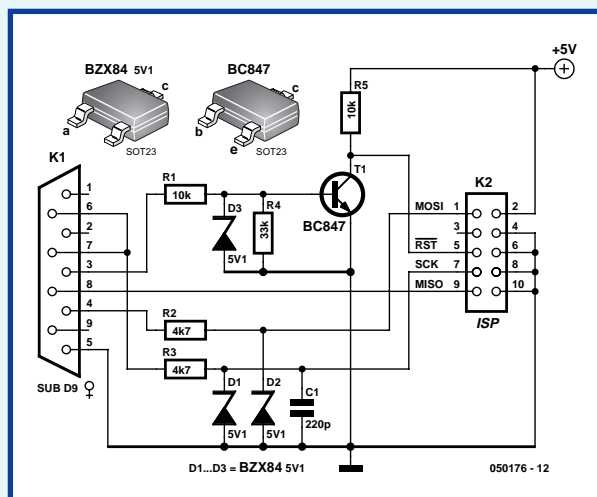 +5V
BZX84 5V1
BC847
c
c
R5
10k
a
b
e
SOT23
SOT23
K1
T1
K2
R1
10k
1
6
2
7
3
8
4
9
5
D3
5V1
R4
33k
BC847
MOSI
1
2
3
4
RST
5
6
SCK
7
8
MISO
9
10
ISP
R2
4k7
R3
4k7
D1
D2
C1
220p
5V1
5V1
SUB D9 ♀
D1...D3 = BZX84 5V1
050176 - 12